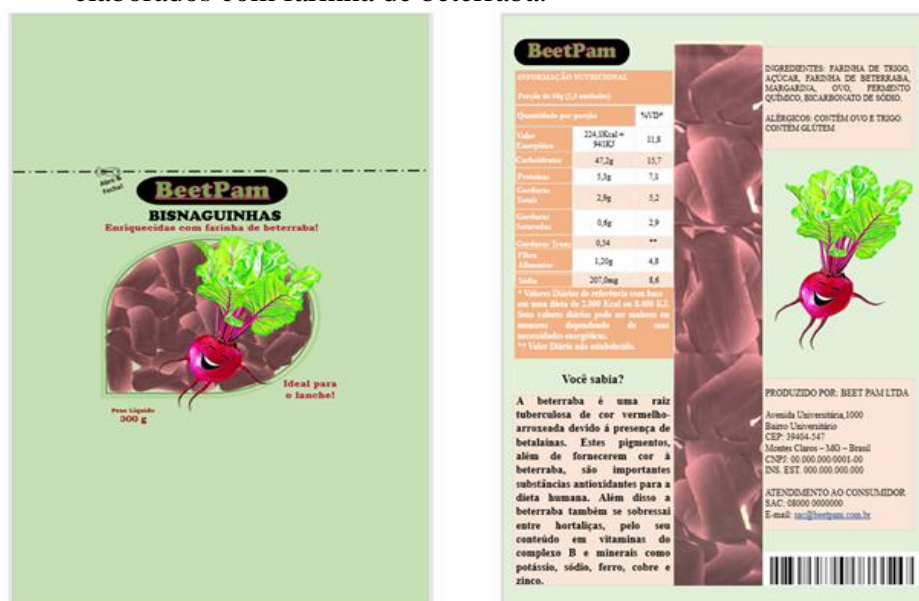 elaborados com farinha de beterraba.
Abre &
Fecha!
BeetPam
BISNAGUINHAS
Enriquecidas com farinha de beterraba!
Ideal para
o lanche!
Peso Líquido
300 g
BeetPam
INFORMAÇÃO NUTRICIONAL
Porção de 80g (2,5 unidades)
Quantidade por porção %VD*
Valor Energético 224,1Kcal = 941KJ 11,8
Carboidratos 47,2g 15,7
Proteínas 5,3g 7,1
Gorduras Totais 2,9g 5,2
Gorduras Saturadas 0,6g 2,9
Gorduras Trans 0,54 **
Fibra Alimentar 1,20g 4,8
Sódio 207,0mg 8,6
* Valores Diários de referência com base
em uma dieta de 2.000 Kcal ou 8.400 KJ.
Seus valores diários pode ser maiores ou
menores dependendo de suas
necessidades energéticas.
** Valor Diário não estabelecido.
Você sabia?
A beterraba é uma raiz
tuberculosa de cor vermelho-
arroxeada devido á presença de
betalaínas. Estes pigmentos,
além de fornecerem cor à
beterraba, são importantes
substâncias antioxidantes para a
dieta humana. Além disso a
beterraba também se sobressai
entre hortaliças, pelo seu
conteúdo em vitaminas do
complexo B e minerais como
potássio, sódio, ferro, cobre e
zinco.
INGREDIENTES: FARINHA DE TRIGO,
AÇÚCAR, FARINHA DE BETERRABA,
MARGARINA, OVO, FERMENTO
QUÍMICO, BICARBONATO DE SÓDIO.
ALÉRGICOS: CONTÉM OVO E TRIGO.
CONTÉM GLÚTEM
PRODUZIDO POR: BEET PAM LTDA
Avenida Universitária,1000
Bairro Universitário
CEP: 39404-547
Montes Claros – MG – Brasil
CNPJ: 00.000.000/0001-00
INS. EST. 000.000.000.000
ATENDIMENTO AO CONSUMIDOR
SAC: 08000 0000000
E-mail: sac@beetpam.com.br